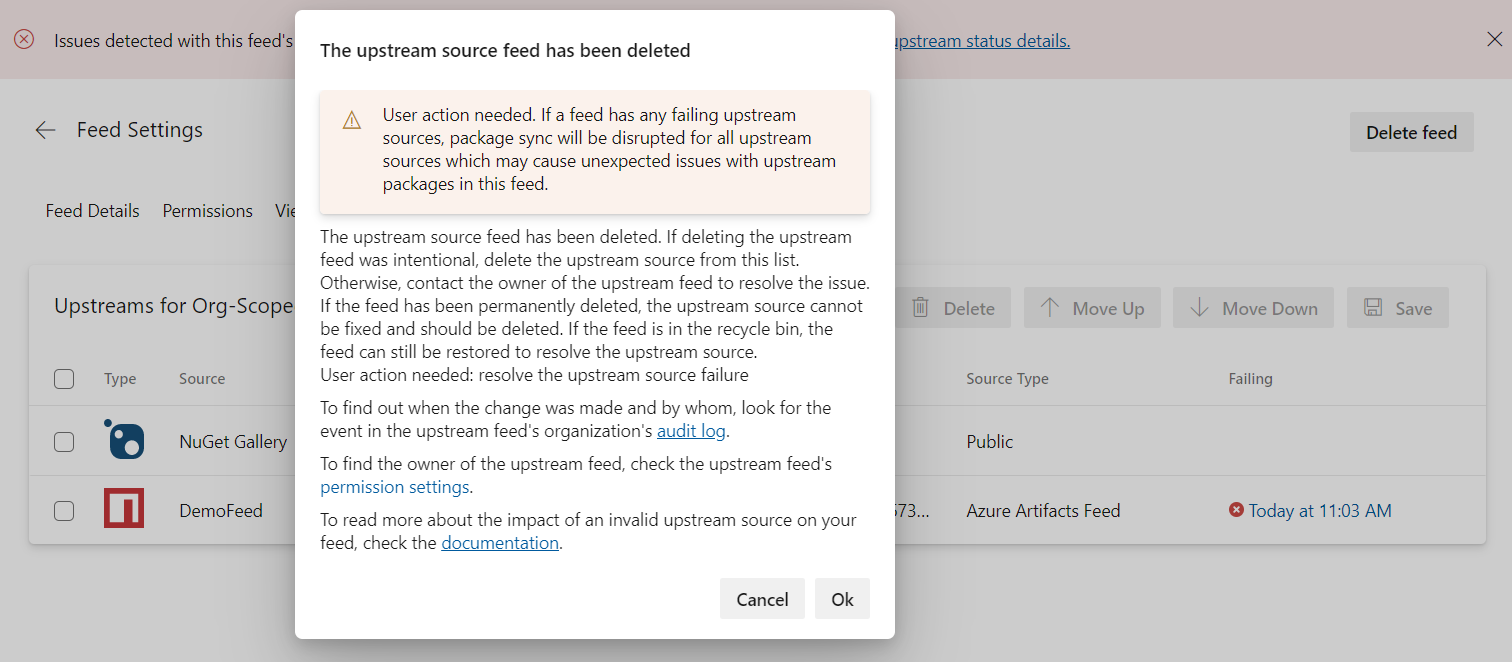 Issues detected with this feed's
upstream status details.
The upstream source feed has been deleted
User action needed. If a feed has any failing upstream
sources, package sync will be disrupted for all upstream
sources which may cause unexpected issues with upstream
packages in this feed.
Feed Settings
Delete feed
Feed Details Permissions
The upstream source feed has been deleted. If deleting the upstream
feed was intentional, delete the upstream source from this list.
Otherwise, contact the owner of the upstream feed to resolve the issue.
If the feed has been permanently deleted, the upstream source cannot
be fixed and should be deleted. If the feed is in the recycle bin, the
feed can still be restored to resolve the upstream source.
User action needed: resolve the upstream source failure
To find out when the change was made and by whom, look for the
event in the upstream feed's organization's audit log.
To find the owner of the upstream feed, check the upstream feed's
permission settings.
To read more about the impact of an invalid upstream source on your
feed, check the documentation.
Cancel Ok
Upstreams for Org-Scope
Delete Move Up Move Down Save
Type Source Source Type Failing
NuGet Gallery Public
DemoFeed 573... Azure Artifacts Feed Today at 11:03 AM